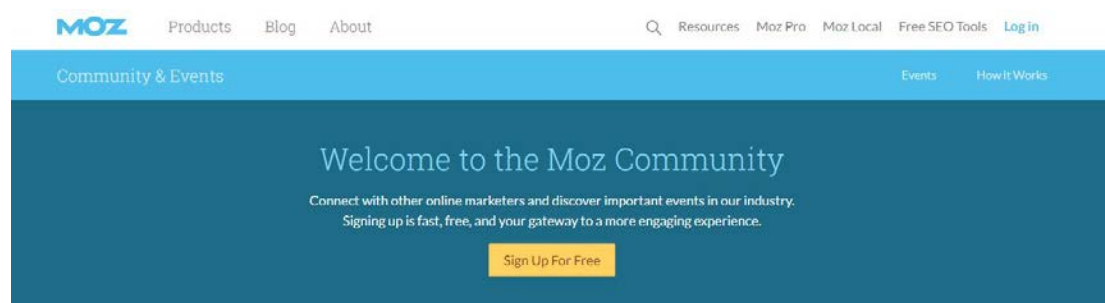 MOZ Products Blog About Resources Moz Pro Moz Local Free SEO Tools Log in
Community & Events Events How It Works
Welcome to the Moz Community
Connect with other online marketers and discover important events in our industry.
Signing up is fast, free, and your gateway to a more engaging experience.
Sign Up For Free